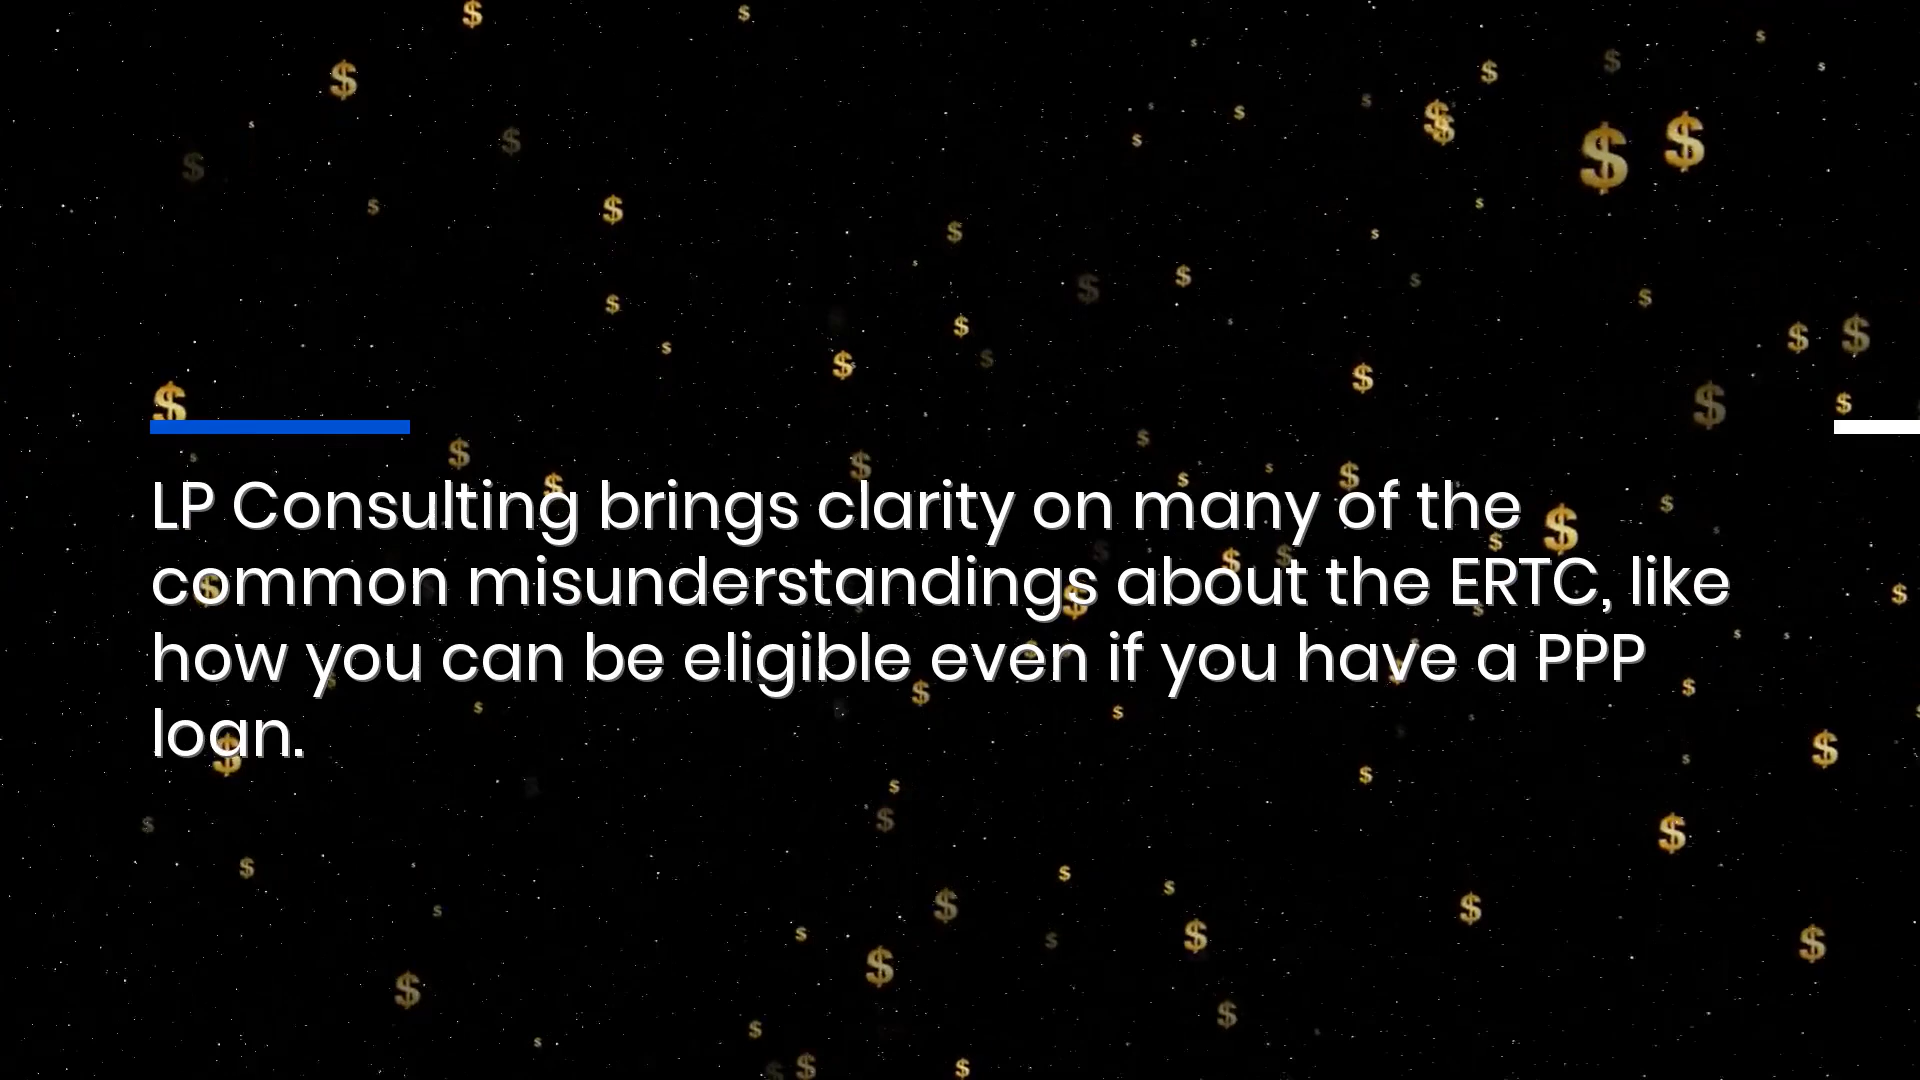 LP Consulting brings clarity on many of the
common misunderstandings about the ERTC, like
how you can be eligible even if you have a PPP
loan.